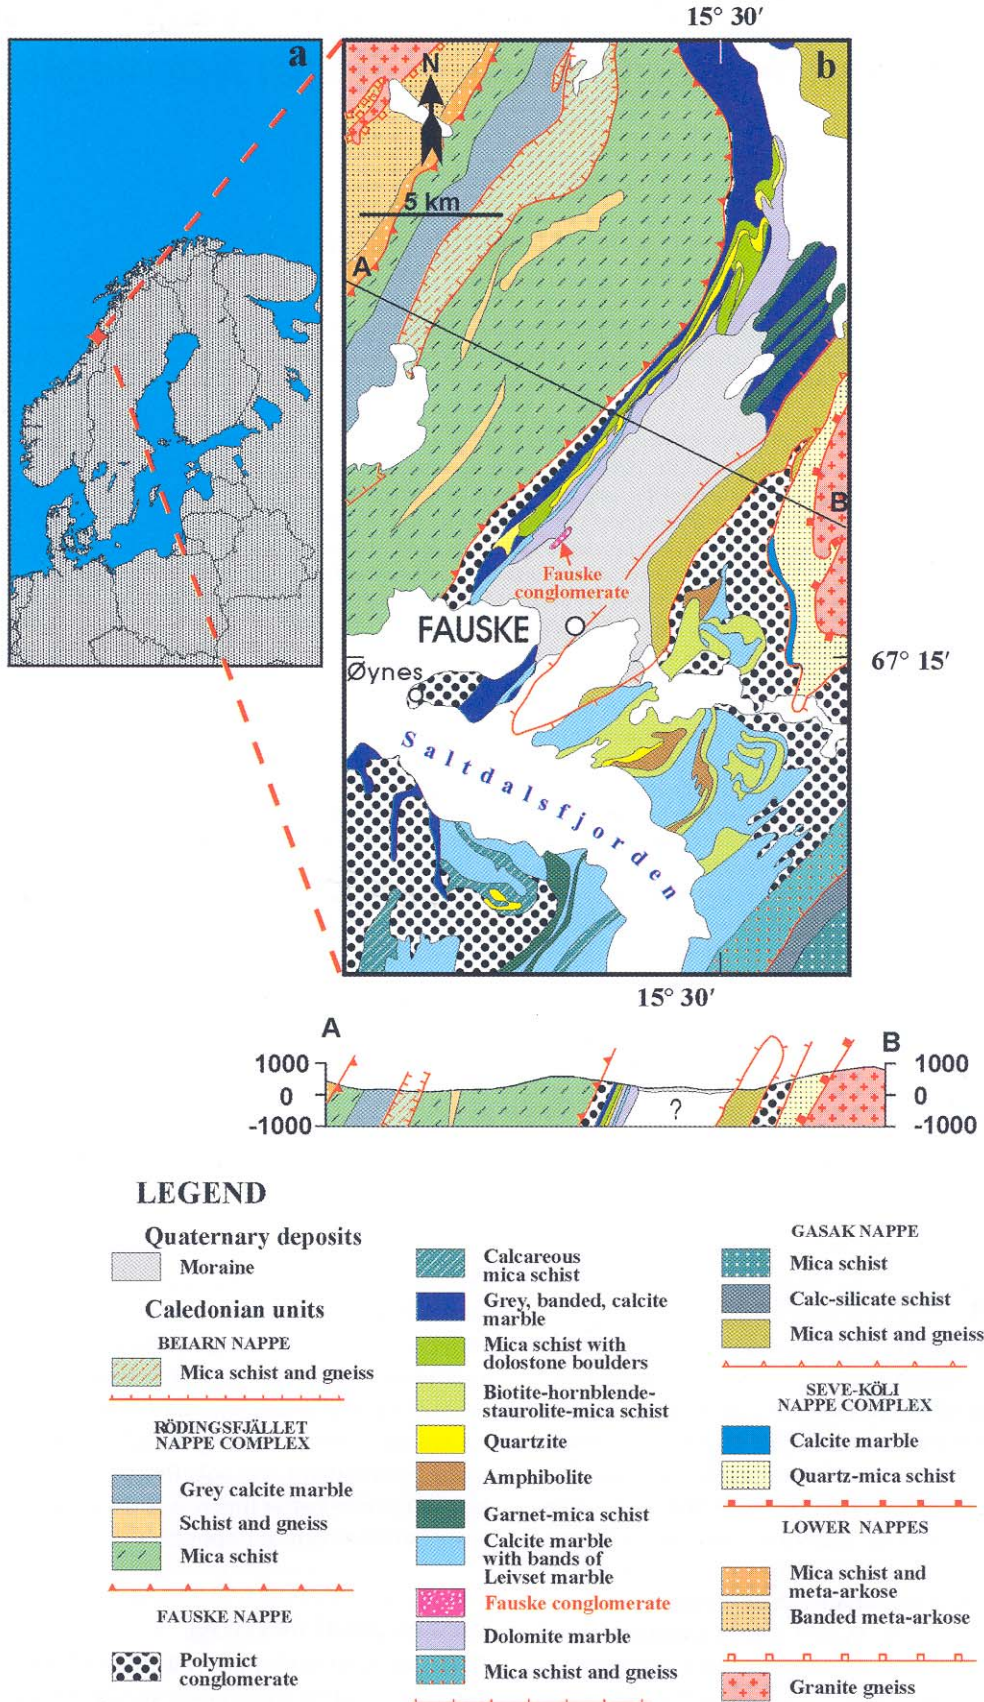 15° 30′
a
b
N
5 km
A
B
Fauske
conglomerate
FAUSKE
Øynes
67° 15′
Saltdalsfjorden
15° 30′
A
B
1000
0
-1000
?
1000
0
-1000
LEGEND
Quaternary deposits
Moraine
Caledonian units
BEIARN NAPPE
Mica schist and gneiss
RÖDINGSFJÄLLET
NAPPE COMPLEX
Grey calcite marble
Schist and gneiss
Mica schist
FAUSKE NAPPE
Polymict
conglomerate
Calcareous
mica schist
Grey, banded, calcite
marble
Mica schist with
dolostone boulders
Biotite-hornblende-
staurolite-mica schist
Quartzite
Amphibolite
Garnet-mica schist
Calcite marble
with bands of
Leivset marble
Fauske conglomerate
Dolomite marble
Mica schist and gneiss
GASAK NAPPE
Mica schist
Calc-silicate schist
Mica schist and gneiss
SEVE-KÖLI
NAPPE COMPLEX
Calcite marble
Quartz-mica schist
LOWER NAPPES
Mica schist and
meta-arkose
Banded meta-arkose
Granite gneiss